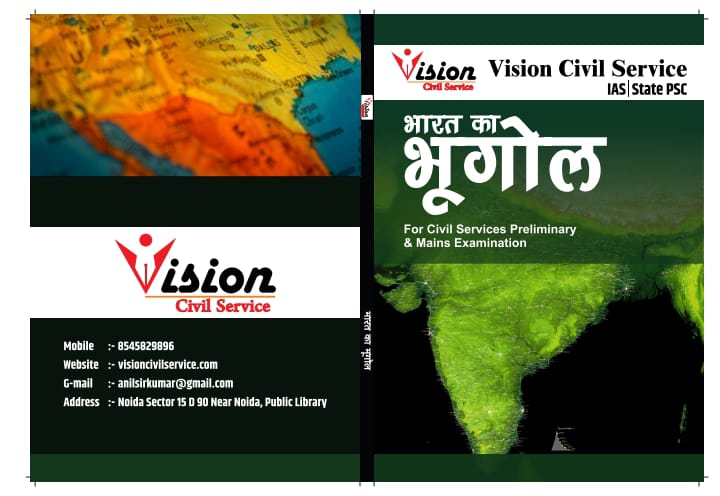 Vision
Civil Service
Mobile :- 8545829896
Website :- visioncivilservice.com
G-mail :- anilsirkumar@gmail.com
Address :- Noida Sector 15 D 90 Near Noida, Public Library
Vision
भारत का भूगोल
Vision
Civil Service
Vision Civil Service
IAS|State PSC
भारत का
भूगोल
For Civil Services Preliminary
& Mains Examination